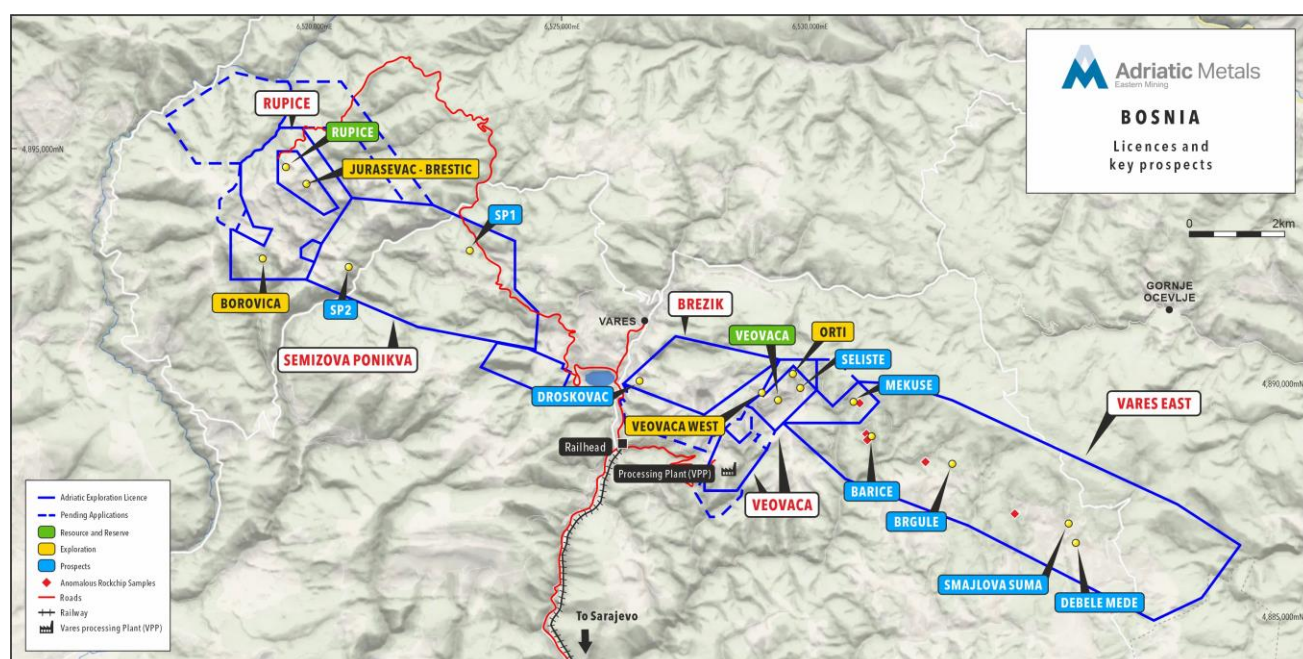 6,520,000mE
6,525,000mE
6,530,000mE
Adriatic Metals
Eastern Mining
BOSNIA
Licences and
key prospects
0 2km
4,895,000mN
RUPICE
RUPICE
JURASEVAC - BRESTIC
SP1
BOROVICA
SP2
SEMIZOVA PONIKVA
VARES
BREZIK
GORNJE
OCEVLJE
VEOVACA
ORTI
SELISTE
DROSKOVAC
MEKUSE
4,890,000mN
VEOVACA WEST
VARES EAST
Railhead
Processing Plant (VPP)
VEOVACA
BARICE
BRGULE
SMAJLOVA SUMA
DEBELE MEDE
4,885,000mN
To Sarajevo
Adriatic Exploration Licence
Pending Applications
Resource and Reserve
Exploration
Prospects
Anomalous Rockchip Samples
Roads
Railway
Vares processing Plant (VPP)